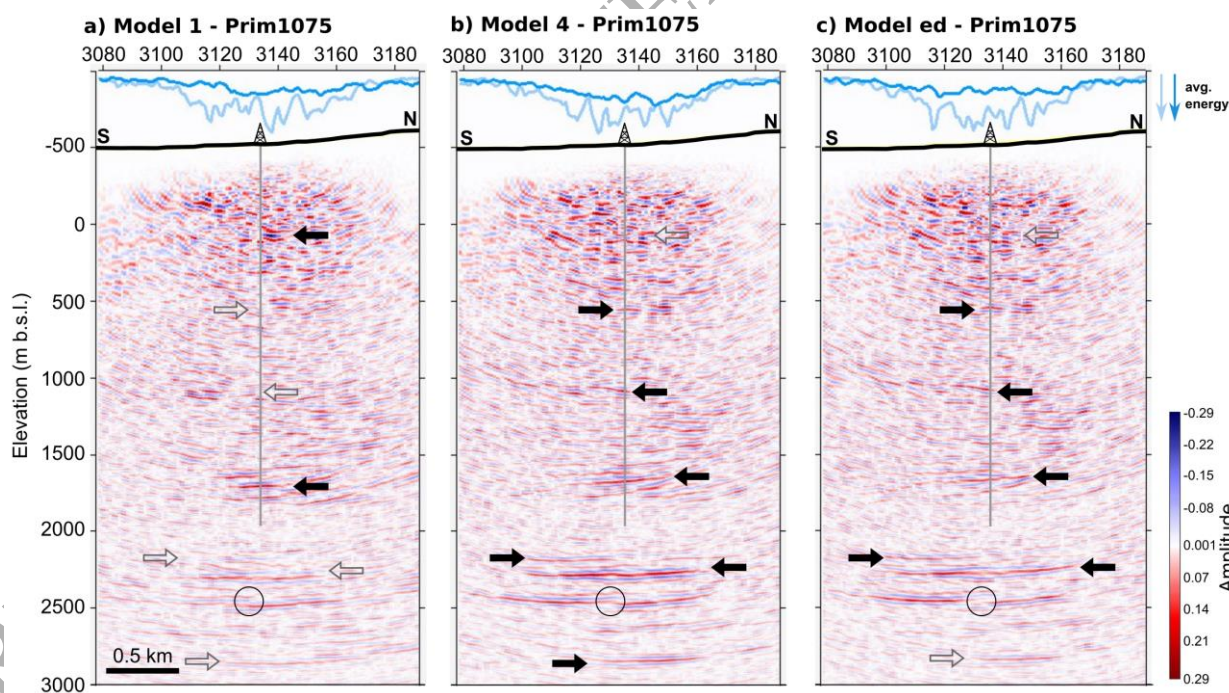 a) Model 1 - Prim1075
b) Model 4 - Prim1075
c) Model ed - Prim1075
3080 3100 3120 3140 3160 3180
3080 3100 3120 3140 3160 3180
3080 3100 3120 3140 3160 3180
avg.
energy
S N
S N
S N
-500
0
500
1000
1500
2000
2500
3000
Elevation (m b.s.l.)
0.5 km
-0.29
-0.22
-0.15
-0.08
0.001
0.07
0.14
0.21
0.29
Amplitude